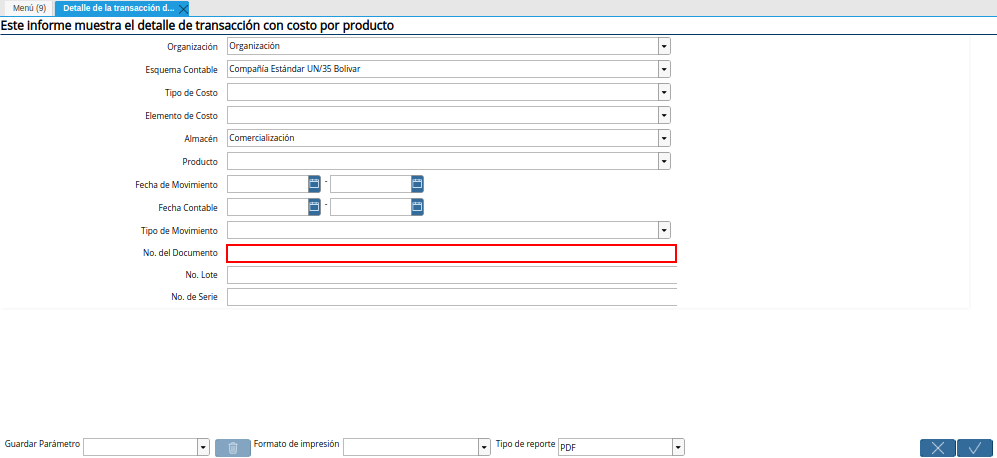 Menú (9) Detalle de la transacción d...
Este informe muestra el detalle de transacción con costo por producto
Organización Organización
Esquema Contable Compañía Estándar UN/35 Bolivar
Tipo de Costo
Elemento de Costo
Almacén Comercialización
Producto
Fecha de Movimiento -
Fecha Contable -
Tipo de Movimiento
No. del Documento
No. Lote
No. de Serie
Guardar Parámetro Formato de impresión Tipo de reporte PDF